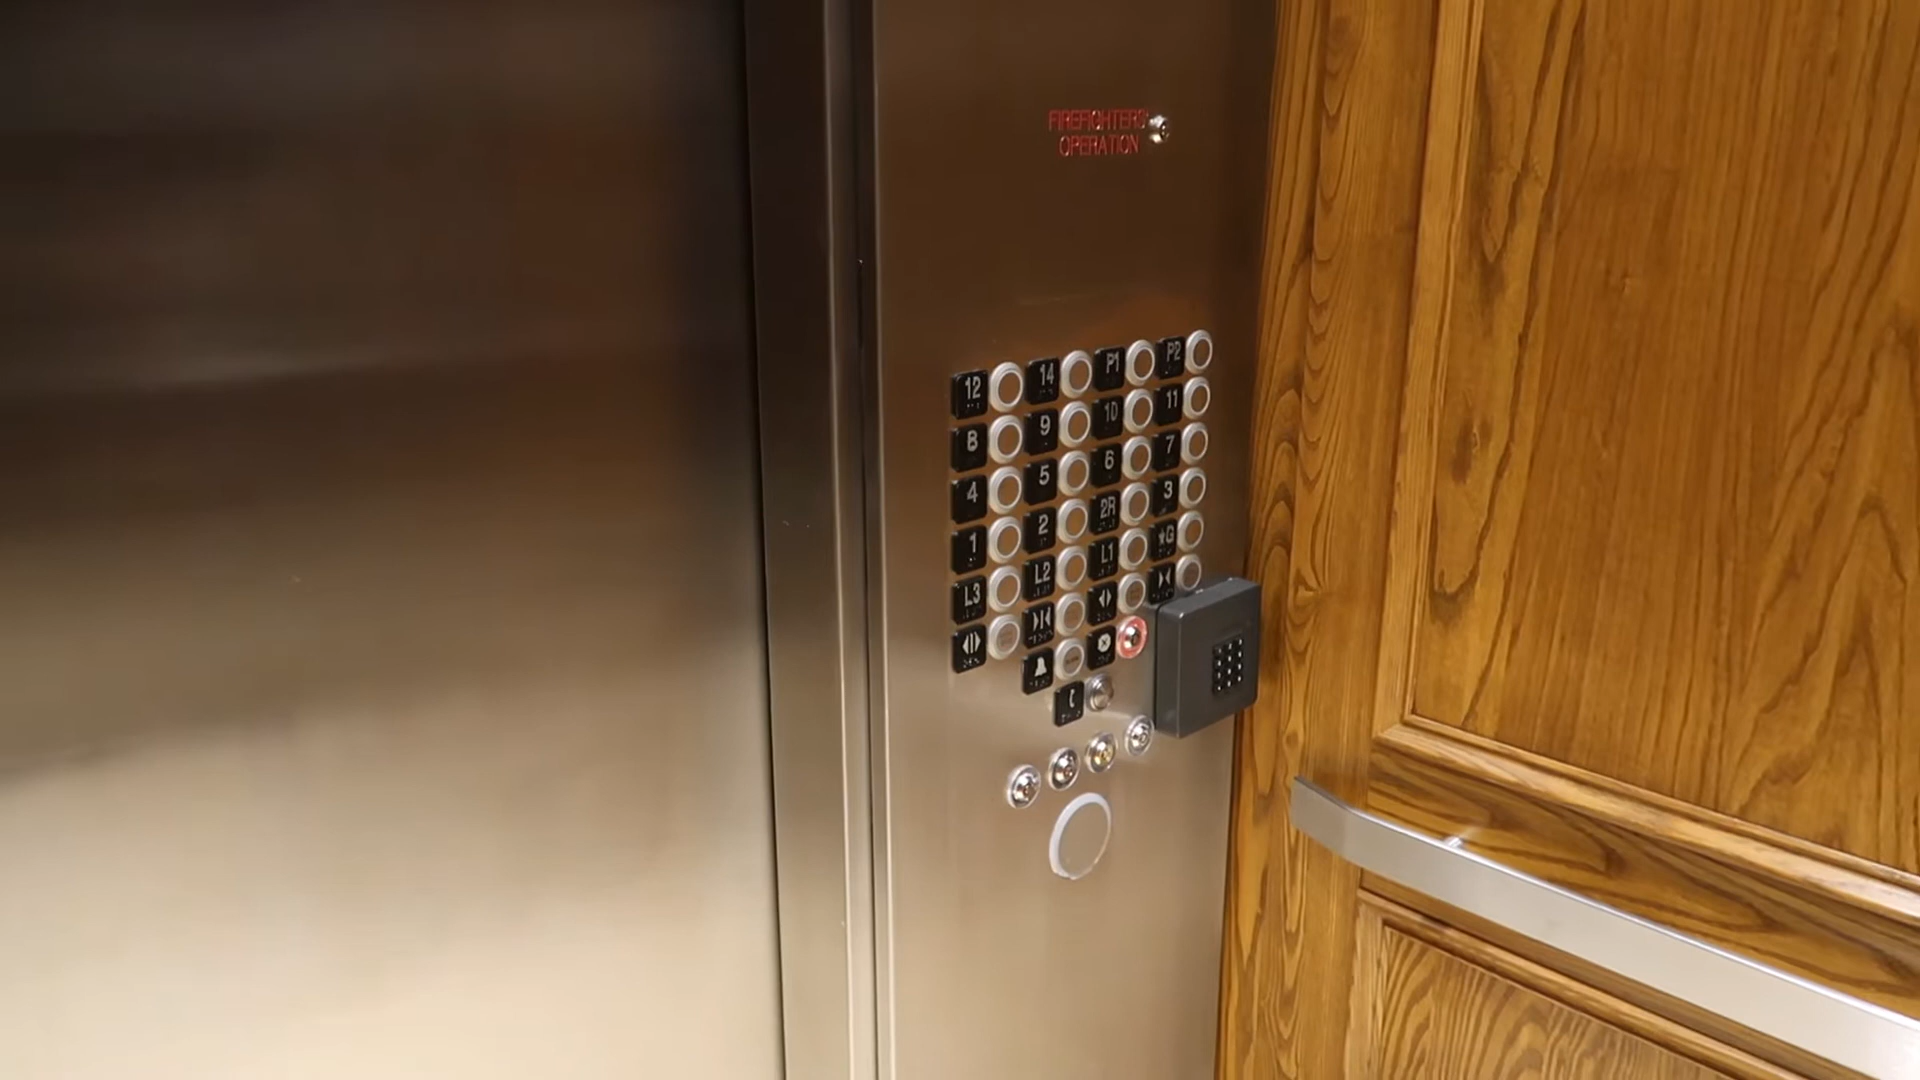 FIREFIGHTERS'
OPERATION
12 14 P1 P2
8 9 10 11
4 5 6 7
1 2 2R 3
L3 L2 L1 ★G